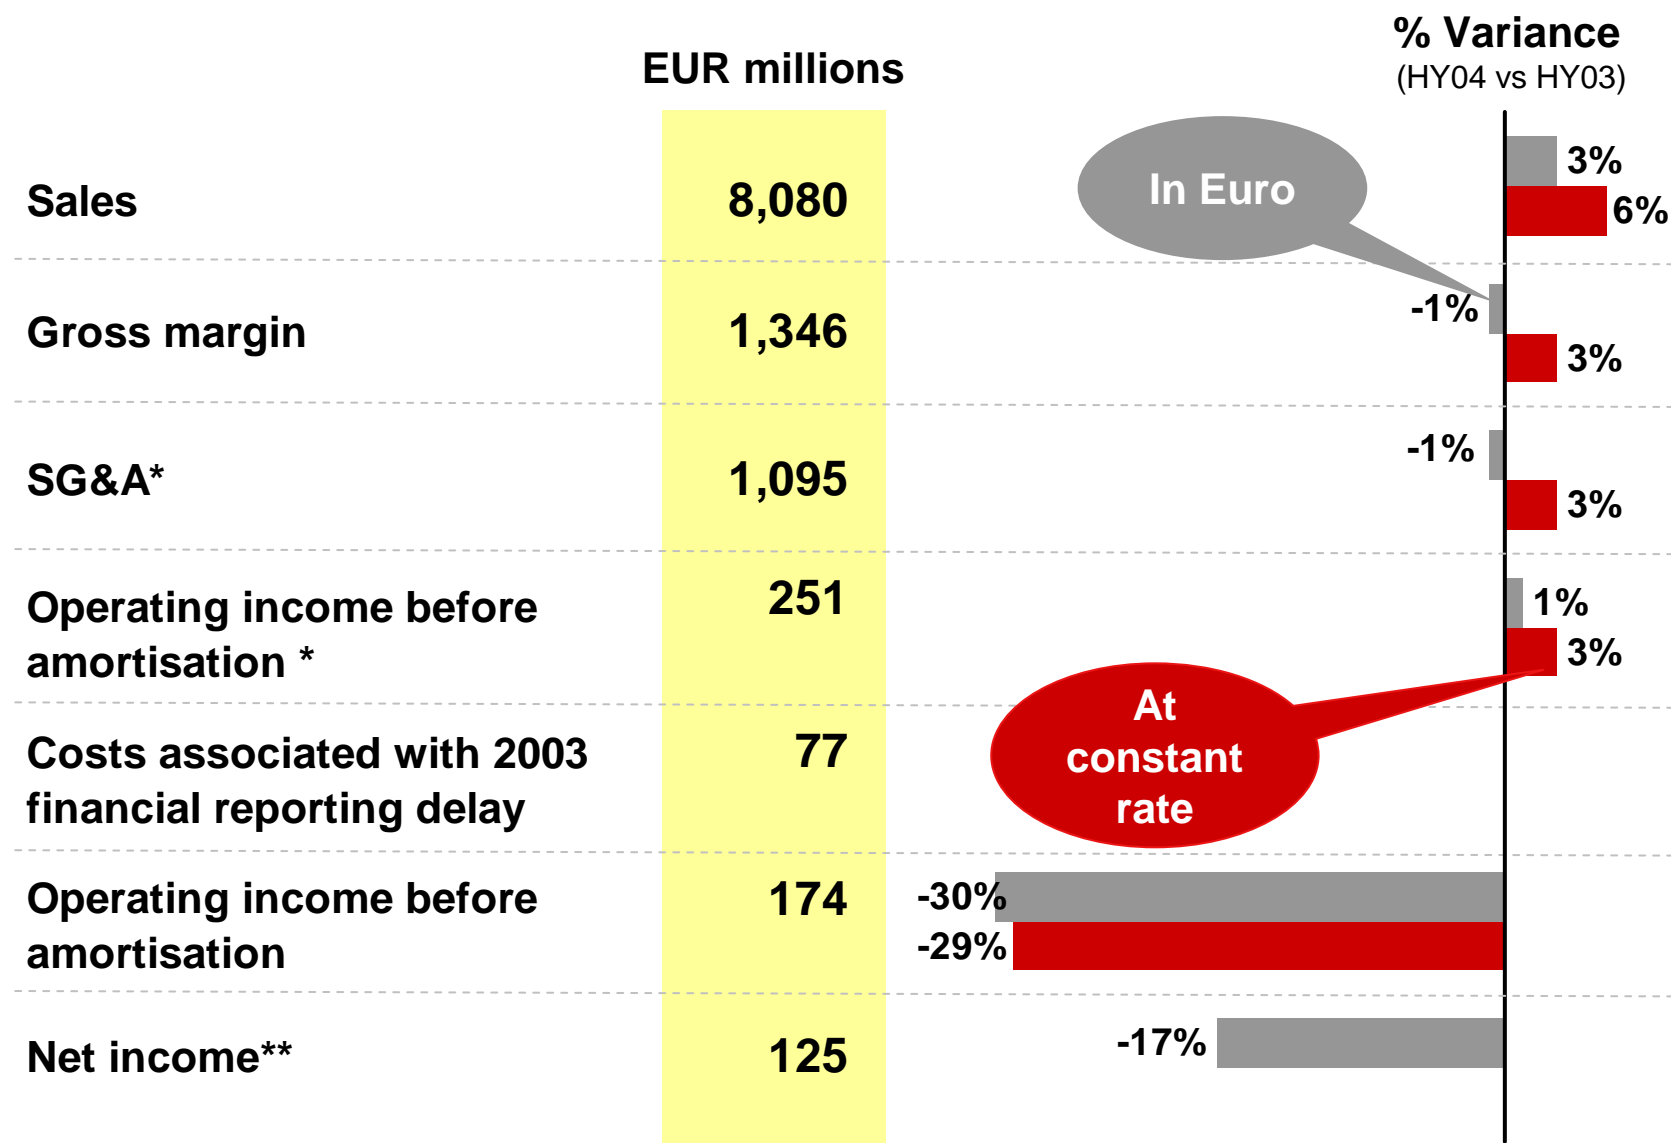 % Variance
EUR millions
(HY04 vs HY03)
Sales
8,080
In Euro
3%
6%
Gross margin
1,346
-1%
3%
SG&A*
1,095
-1%
3%
Operating income before
amortisation *
251
1%
3%
At
constant
rate
Costs associated with 2003
financial reporting delay
77
Operating income before
amortisation
174
-30%
-29%
Net income**
125
-17%